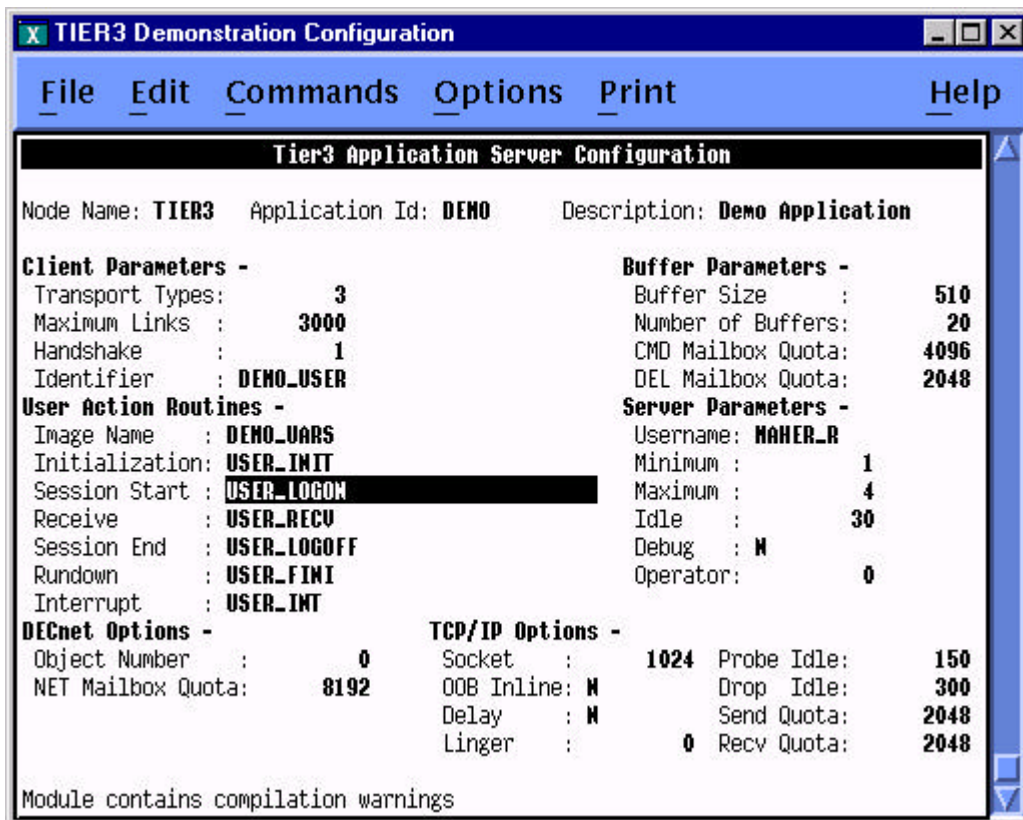 TIER3 Demonstration Configuration
File Edit Commands Options Print Help
Tier3 Application Server Configuration
Node Name: TIER3 Application Id: DEMO Description: Demo Application
Client Parameters - Buffer Parameters -
Transport Types: 3 Buffer Size : 510
Maximum Links : 3000 Number of Buffers: 20
Handshake : 1 CMD Mailbox Quota: 4096
Identifier : DEMO_USER DEL Mailbox Quota: 2048
User Action Routines - Server Parameters -
Image Name : DEMO_UARS Username: MAHER_R
Initialization: USER_INIT Minimum : 1
Session Start : USER_LOGON Maximum : 4
Receive : USER_RECV Idle : 30
Session End : USER_LOGOFF Debug : N
Rundown : USER_FINI Operator: 0
Interrupt : USER_INT
DECnet Options - TCP/IP Options -
Object Number : 0 Socket : 1024 Probe Idle: 150
NET Mailbox Quota: 8192 OOB Inline: N Drop Idle: 300
Delay : N Send Quota: 2048
Linger : 0 Recv Quota: 2048
Module contains compilation warnings